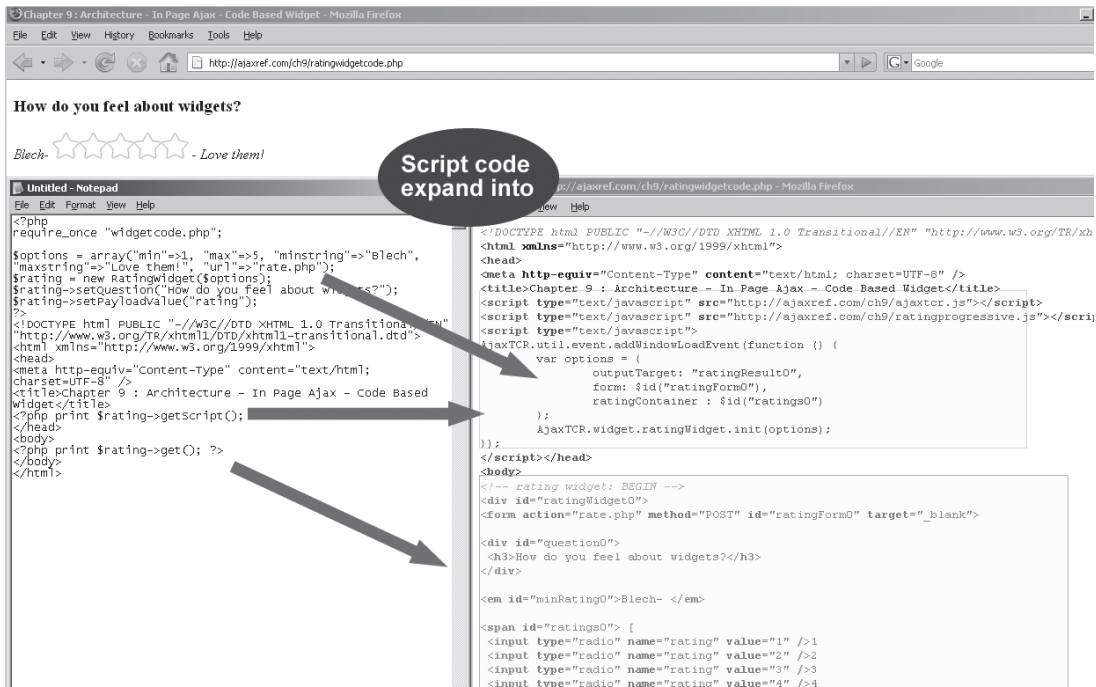 Chapter 9 : Architecture - In Page Ajax - Code Based Widget - Mozilla Firefox
File Edit View History Bookmarks Tools Help
http://ajaxref.com/ch9/ratingwidgetcode.php
G Google
How do you feel about widgets?
Blech- - Love them!
Script code
expand into
Untitled - Notepad
File Edit Format View Help
<?php
require_once "widgetcode.php";
$options = array("min"=>1, "max"=>5, "minstring"=>"Blech",
"maxstring"=>"Love them!", "url"=>"rate.php");
$rating = new RatingWidget($options);
$rating->setQuestion("How do you feel about widgets?");
$rating->setPayloadValue("rating");
?>
<!DOCTYPE html PUBLIC "-//W3C//DTD XHTML 1.0 Transitional//EN"
"http://www.w3.org/TR/xhtml1/DTD/xhtml1-transitional.dtd">
<html xmlns="http://www.w3.org/1999/xhtml">
<head>
<meta http-equiv="Content-Type" content="text/html;
charset=UTF-8" />
<title>Chapter 9 : Architecture - In Page Ajax - Code Based
Widget</title>
<?php print $rating->getScript();
</head>
<body>
<?php print $rating->get(); ?>
</body>
</html>
p://ajaxref.com/ch9/ratingwidgetcode.php - Mozilla Firefox
View Help
<!DOCTYPE html PUBLIC "-//W3C//DTD XHTML 1.0 Transitional//EN" "http://www.w3.org/TR/xh
<html xmlns="http://www.w3.org/1999/xhtml">
<head>
<meta http-equiv="Content-Type" content="text/html; charset=UTF-8" />
<title>Chapter 9 : Architecture - In Page Ajax - Code Based Widget</title>
<script type="text/javascript" src="http://ajaxref.com/ch9/ajaxtcr.js"></script>
<script type="text/javascript" src="http://ajaxref.com/ch9/ratingprogressive.js"></scrip
<script type="text/javascript">
AjaxTCR.util.event.addWindowLoadEvent(function () {
var options = {
outputTarget: "ratingResult0",
form: $id("ratingForm0"),
ratingContainer : $id("ratings0")
};
AjaxTCR.widget.ratingWidget.init(options);
});
</script></head>
<body>
<!-- rating widget: BEGIN -->
<div id="ratingWidget0">
<form action="rate.php" method="POST" id="ratingForm0" target="_blank">
<div id="question0">
<h3>How do you feel about widgets?</h3>
</div>
<em id="minRating0">Blech- </em>
<span id="ratings0"> [
<input type="radio" name="rating" value="1" />1
<input type="radio" name="rating" value="2" />2
<input type="radio" name="rating" value="3" />3
<input type="radio" name="rating" value="4" />4